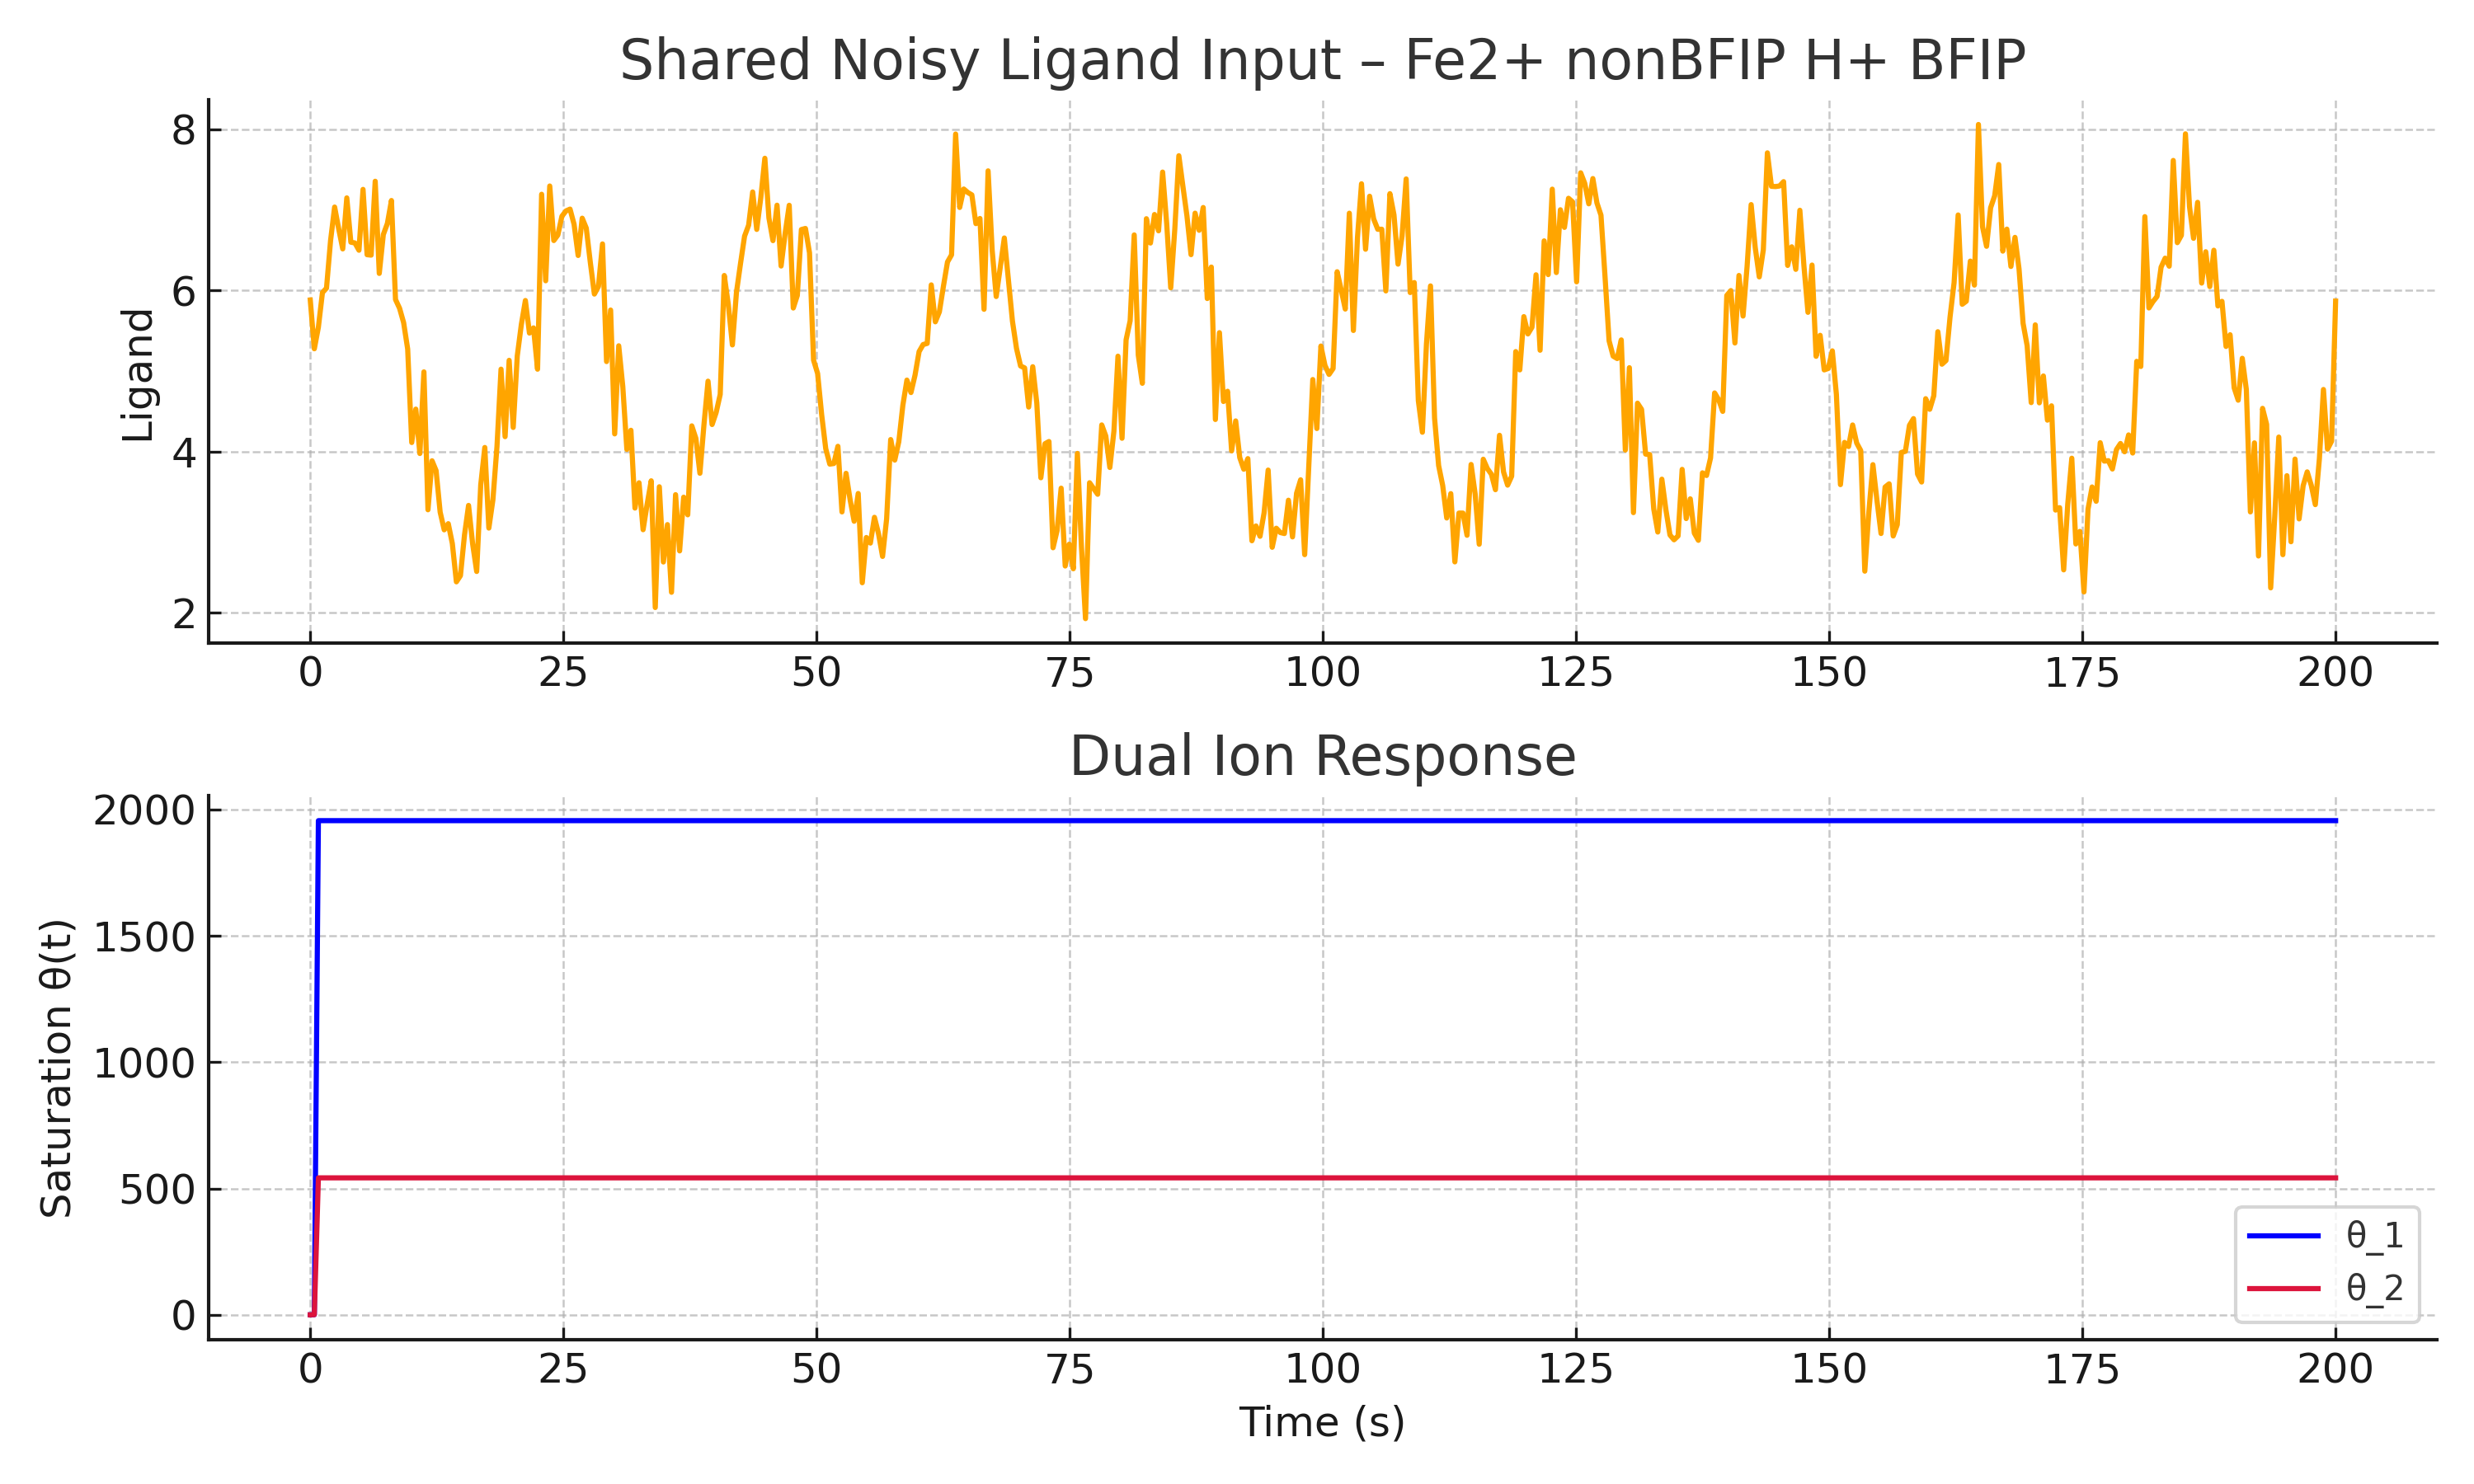 Shared Noisy Ligand Input – Fe2+ nonBFIP H+ BFIP
Ligand
8
6
4
2
0 25 50 75 100 125 150 175 200
Dual Ion Response
Saturation θ(t)
2000
1500
1000
500
0
θ_1
θ_2
0 25 50 75 100 125 150 175 200
Time (s)